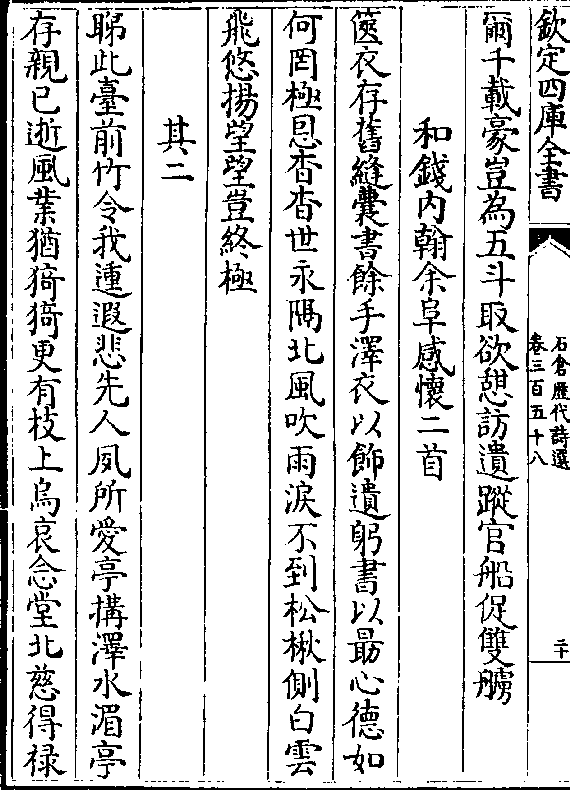 欽定四庫全書
石倉歷代詩選
卷三百五十八
二十
爾千載豪豈為五斗取欲憇訪遺蹤官船促雙艣
和錢內翰余阜感懷二首
篋衣存舊縫囊書餘手澤衣以飾遺躬書以勗心德如
何罔極恩杳杳世永隔北風吹雨淚不到松楸側白雲
飛悠揚望望豈終極
其二
睇此臺前竹令我連遐悲先人夙所愛亭搆澤水湄亭
存親已逝風葉猶猗猗更有枝上烏哀念堂北慈得禄